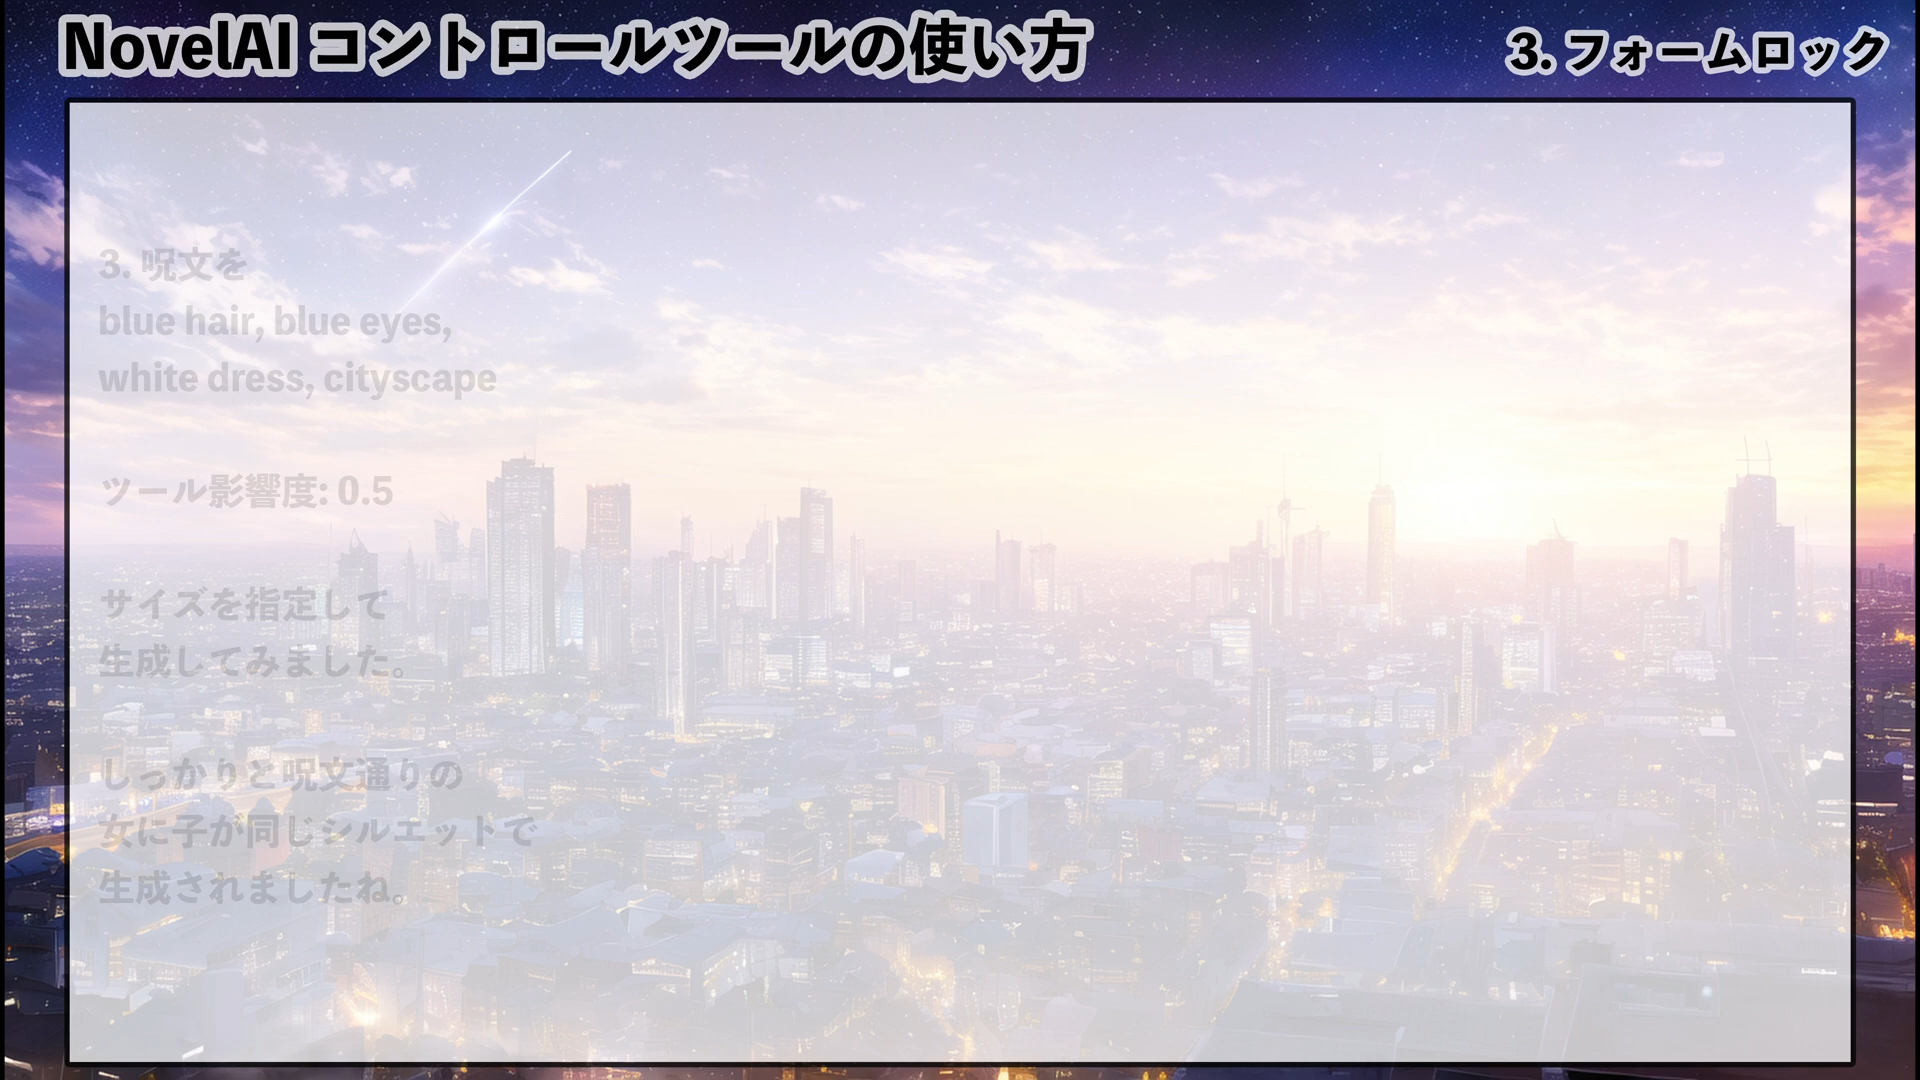 NovelAI コントロールツールの使い方
3. フォームロック
3. 呪文を
blue hair, blue eyes,
white dress, cityscape
ツール影響度: 0.5
サイズを指定して
生成してみました。
しっかりと呪文通りの
女に子が同じシルエットで
生成されましたね。